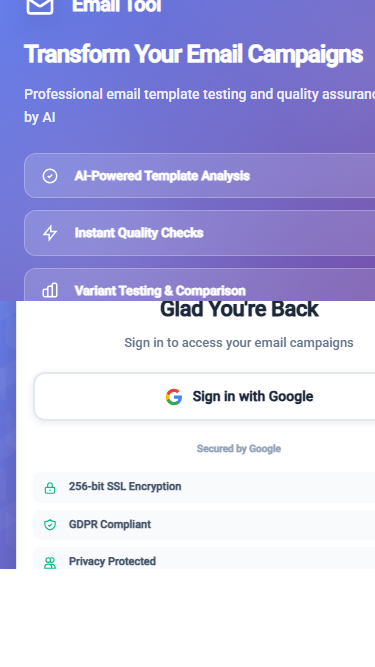 Email Tool
Transform Your Email Campaigns
Professional email template testing and quality
by AI
AI-Powered Template Analysis
Instant Quality Checks
Variant Testing & Comparison
Glad You're Back
Sign in to access your email campaigns
Sign in with Google
Secured by Google
256-bit SSL Encryption
GDPR Compliant
Privacy Protected